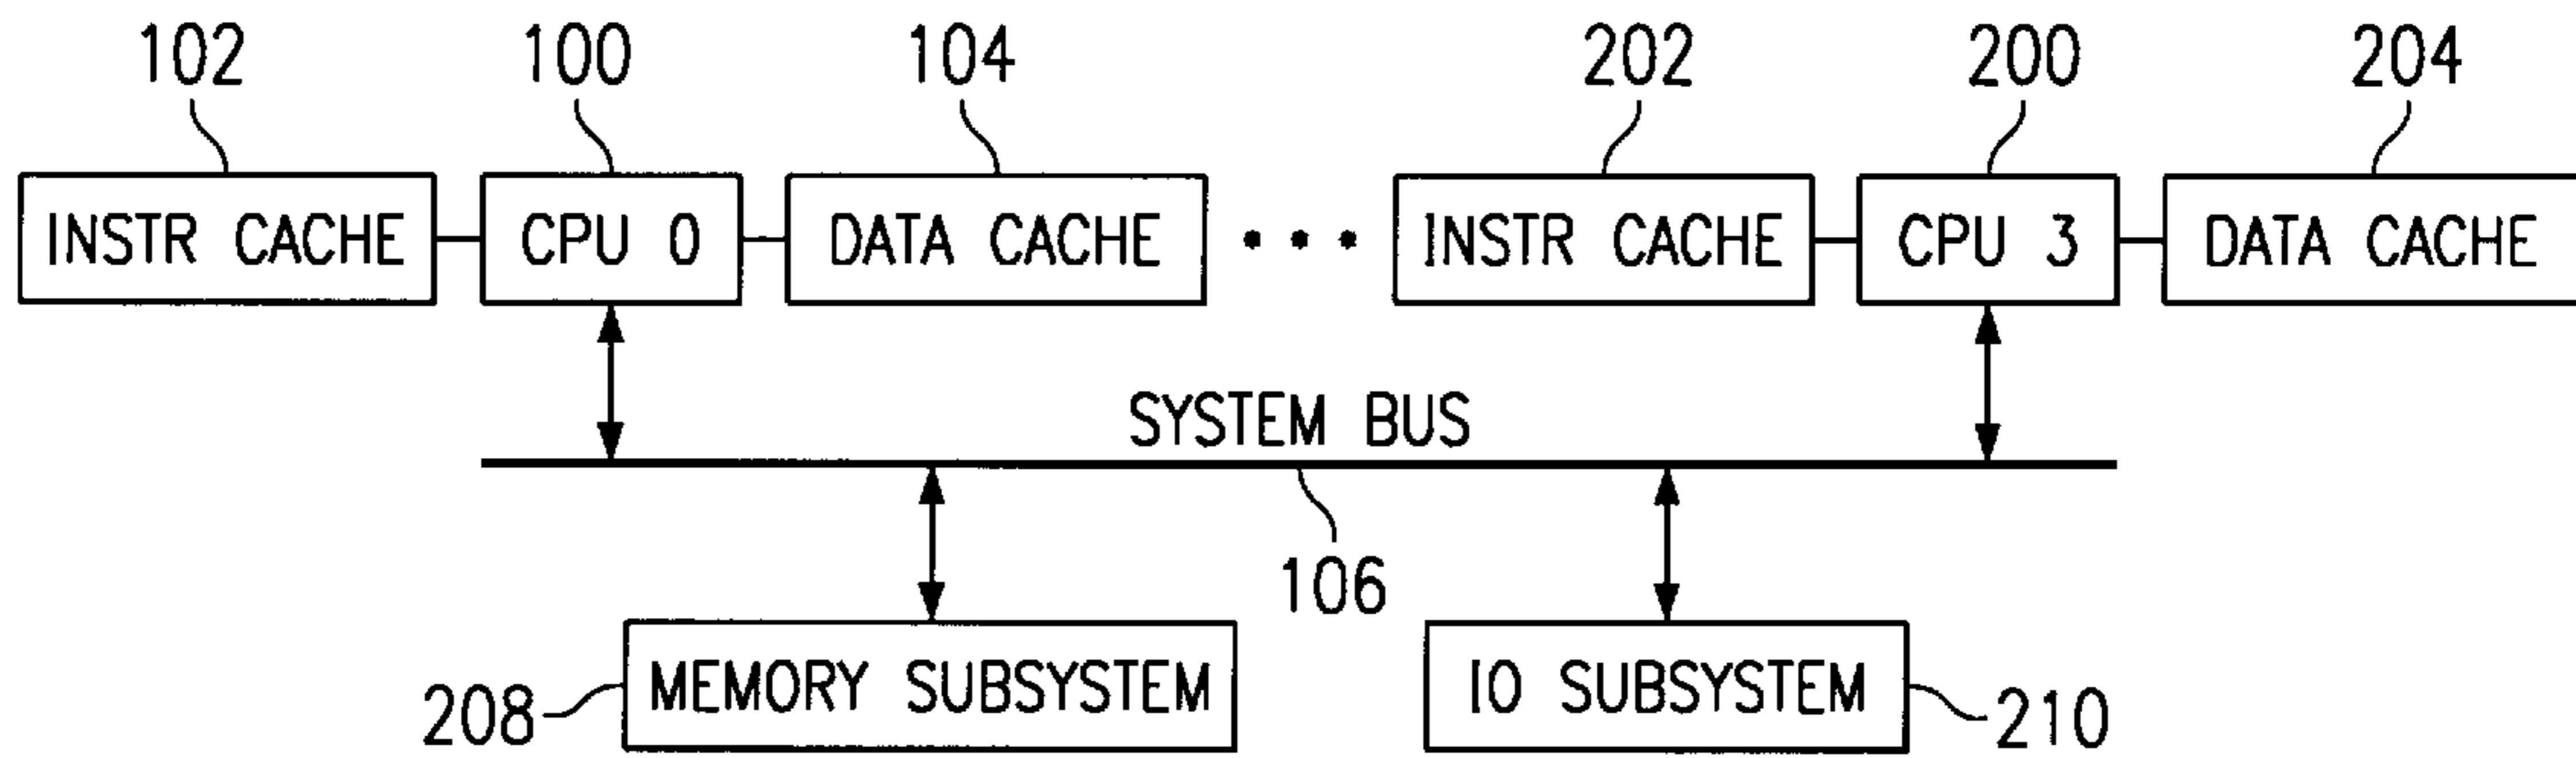 102 100 104 202 200 204
INSTR CACHE CPU 0 DATA CACHE ... INSTR CACHE CPU 3 DATA CACHE
SYSTEM BUS
106
208 MEMORY SUBSYSTEM IO SUBSYSTEM 210